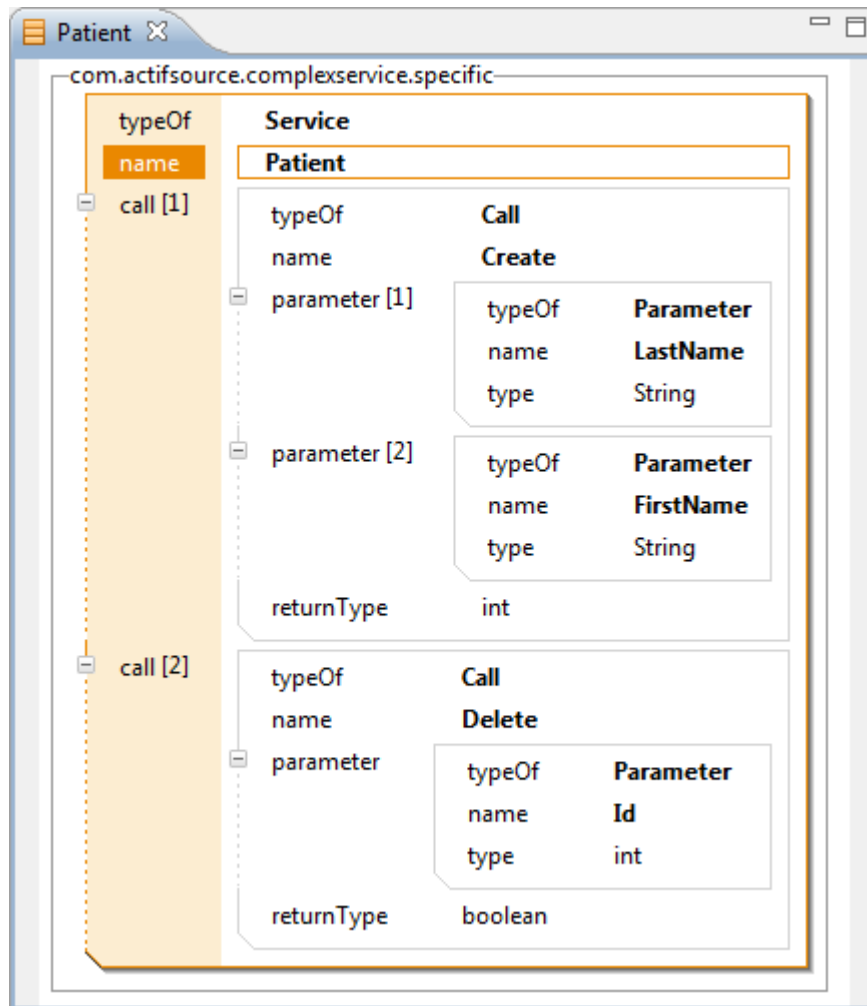 Patient
com.actifsource.complexservice.specific
typeOf Service
name Patient
call [1]
typeOf Call
name Create
parameter [1]
typeOf Parameter
name LastName
type String
parameter [2]
typeOf Parameter
name FirstName
type String
returnType int
call [2]
typeOf Call
name Delete
parameter
typeOf Parameter
name Id
type int
returnType boolean